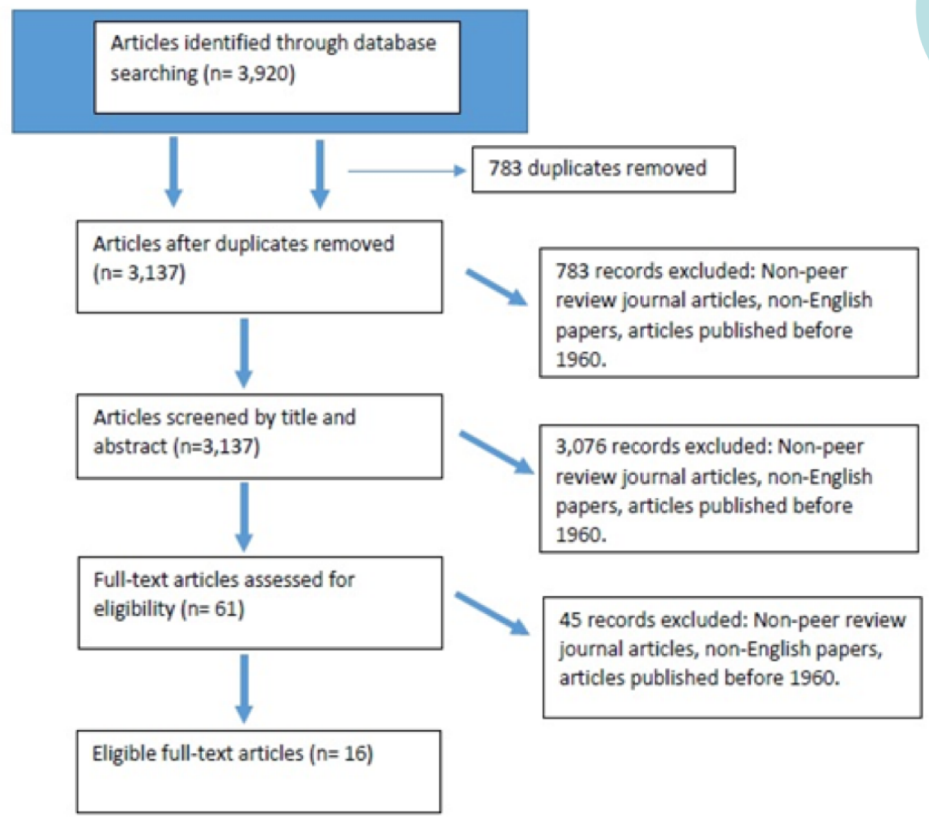 Articles identified through database
searching (n= 3,920)
783 duplicates removed
Articles after duplicates removed
(n= 3,137)
783 records excluded: Non-peer
review journal articles, non-English
papers, articles published before
1960.
Articles screened by title and
abstract (n=3,137)
3,076 records excluded: Non-peer
review journal articles, non-English
papers, articles published before
1960.
Full-text articles assessed for
eligibility (n= 61)
45 records excluded: Non-peer review
journal articles, non-English papers,
articles published before 1960.
Eligible full-text articles (n= 16)